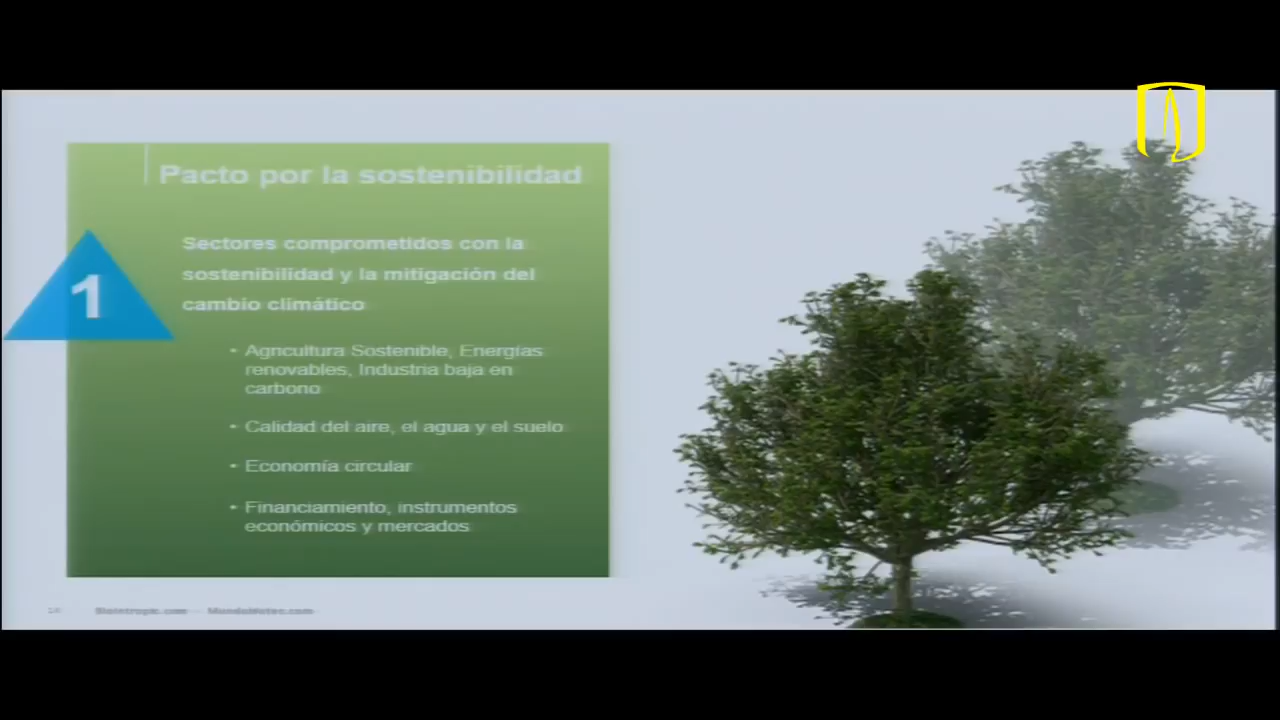 Pacto por la sostenibilidad
1
Sectores comprometidos con la
sostenibilidad y la mitigación del
cambio climático
• Agricultura Sostenible, Energías
renovables, Industria baja en
carbono
• Calidad del aire, el agua y el suelo
• Economía circular
• Financiamiento, instrumentos
económicos y mercados